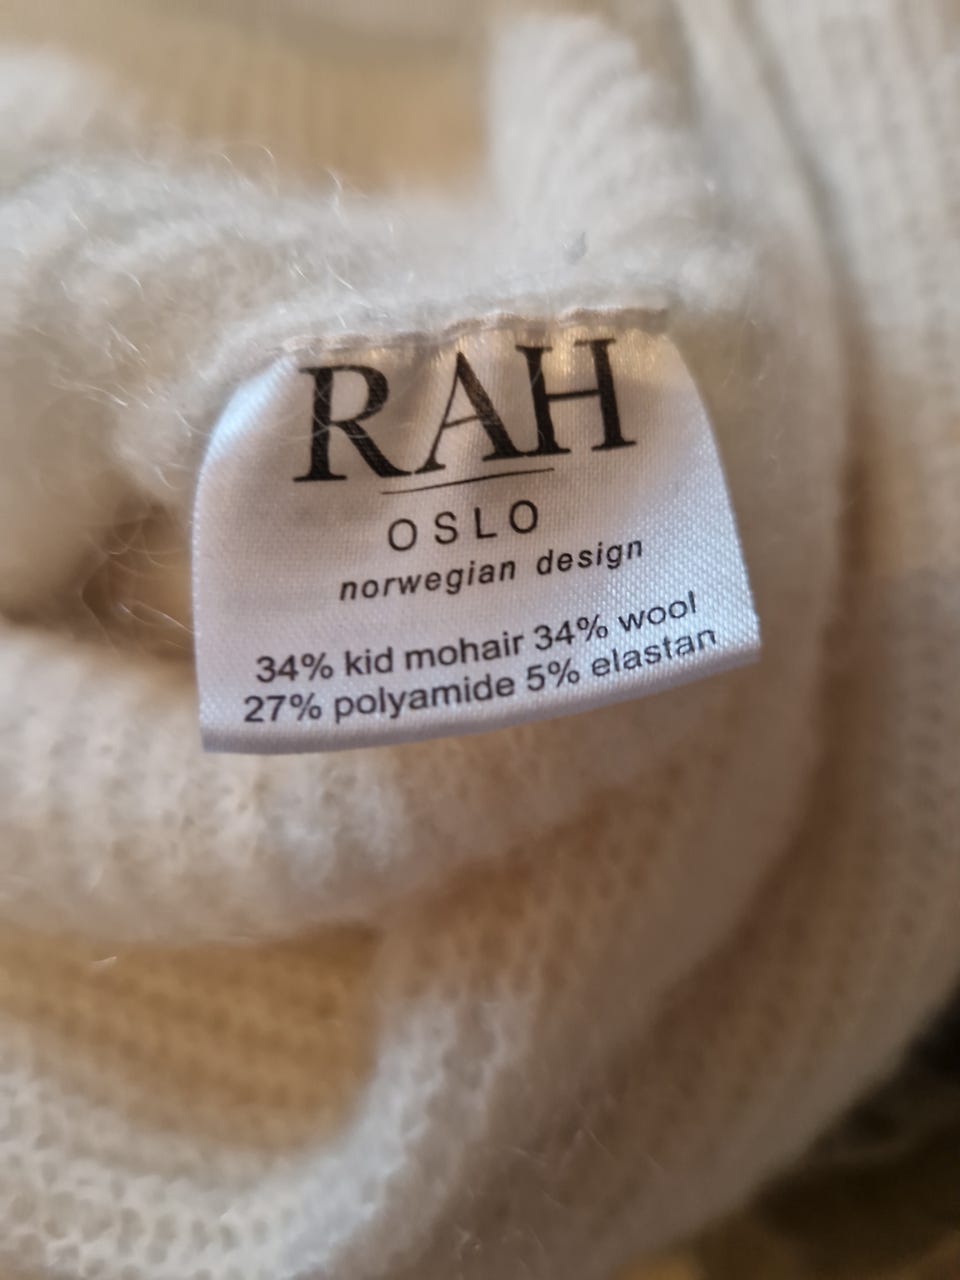 RAH
OSLO
norwegian design
34% kid mohair 34% wool
27% polyamide 5% elastan